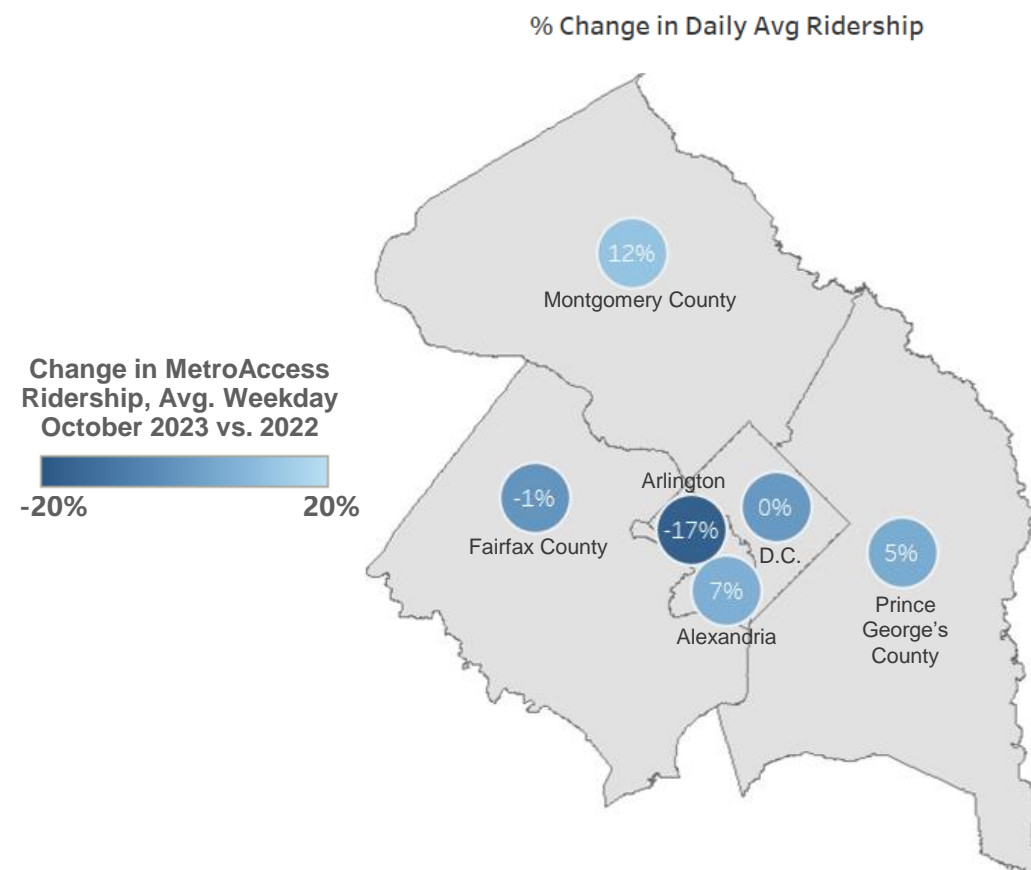 % Change in Daily Avg Ridership
12%
Montgomery County
Change in MetroAccess
Ridership, Avg. Weekday
October 2023 vs. 2022
-20%
20%
-1%
Fairfax County
Arlington
-17%
0%
D.C.
7%
Alexandria
5%
Prince
George’s
County